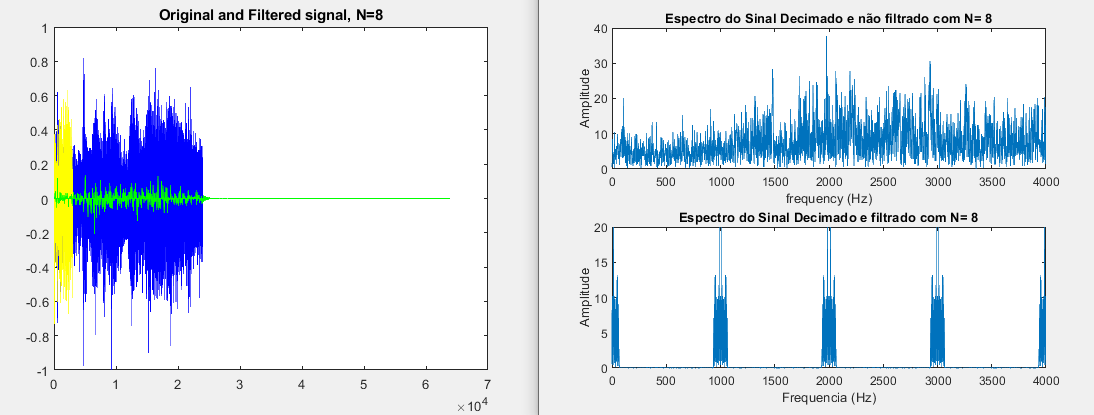 Original and Filtered signal, N=8
1
0.8
0.6
0.4
0.2
0
-0.2
-0.4
-0.6
-0.8
-1
0 1 2 3 4 5 6 7
×10^4
Espectro do Sinal Decimado e não filtrado com N= 8
Amplitude
40
30
20
10
0
0 500 1000 1500 2000 2500 3000 3500 4000
frequency (Hz)
Espectro do Sinal Decimado e filtrado com N= 8
Amplitude
20
15
10
5
0
0 500 1000 1500 2000 2500 3000 3500 4000
Frequencia (Hz)